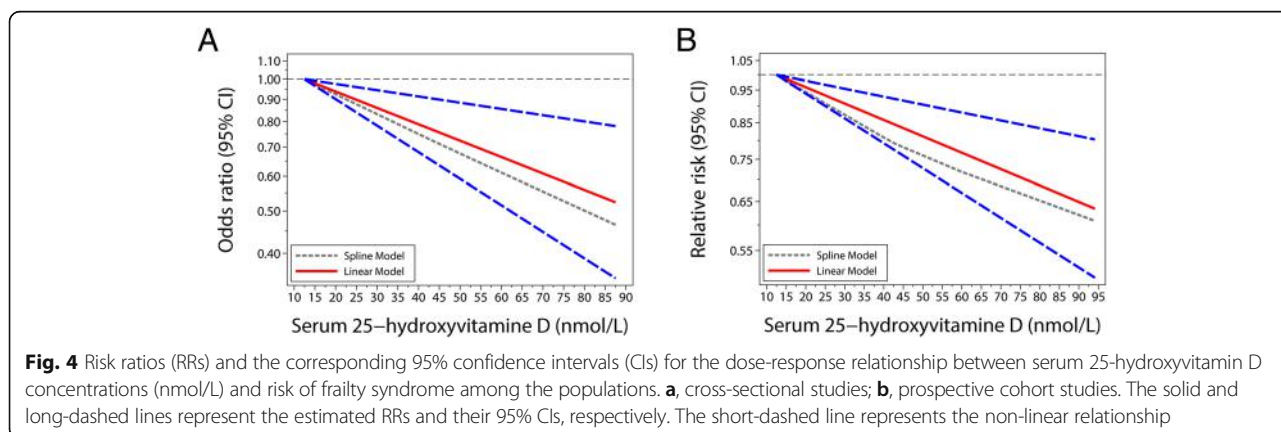 A
1.10
1.00
0.90
0.80
0.70
0.60
0.50
0.40
Odds ratio (95% CI)
Spline Model
Linear Model
10 15 20 25 30 35 40 45 50 55 60 65 70 75 80 85 90
Serum 25−hydroxyvitamine D (nmol/L)
B
1.05
0.95
0.85
0.75
0.65
0.55
Relative risk (95% CI)
Spline Model
Linear Model
10 15 20 25 30 35 40 45 50 55 60 65 70 75 80 85 90 95
Serum 25−hydroxyvitamine D (nmol/L)
Fig. 4 Risk ratios (RRs) and the corresponding 95% confidence intervals (CIs) for the dose-response relationship between serum 25-hydroxyvitamin D
concentrations (nmol/L) and risk of frailty syndrome among the populations. a, cross-sectional studies; b, prospective cohort studies. The solid and
long-dashed lines represent the estimated RRs and their 95% CIs, respectively. The short-dashed line represents the non-linear relationship